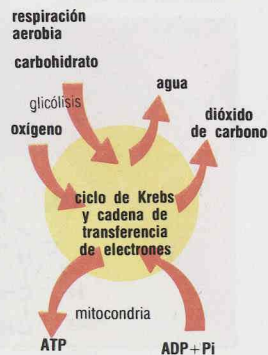 respiración
aerobia
carbohidrato
glicólisis
oxígeno
agua
dióxido
de carbono
ciclo de Krebs
y cadena de
transferencia
de electrones
mitocondria
ATP
ADP+Pi